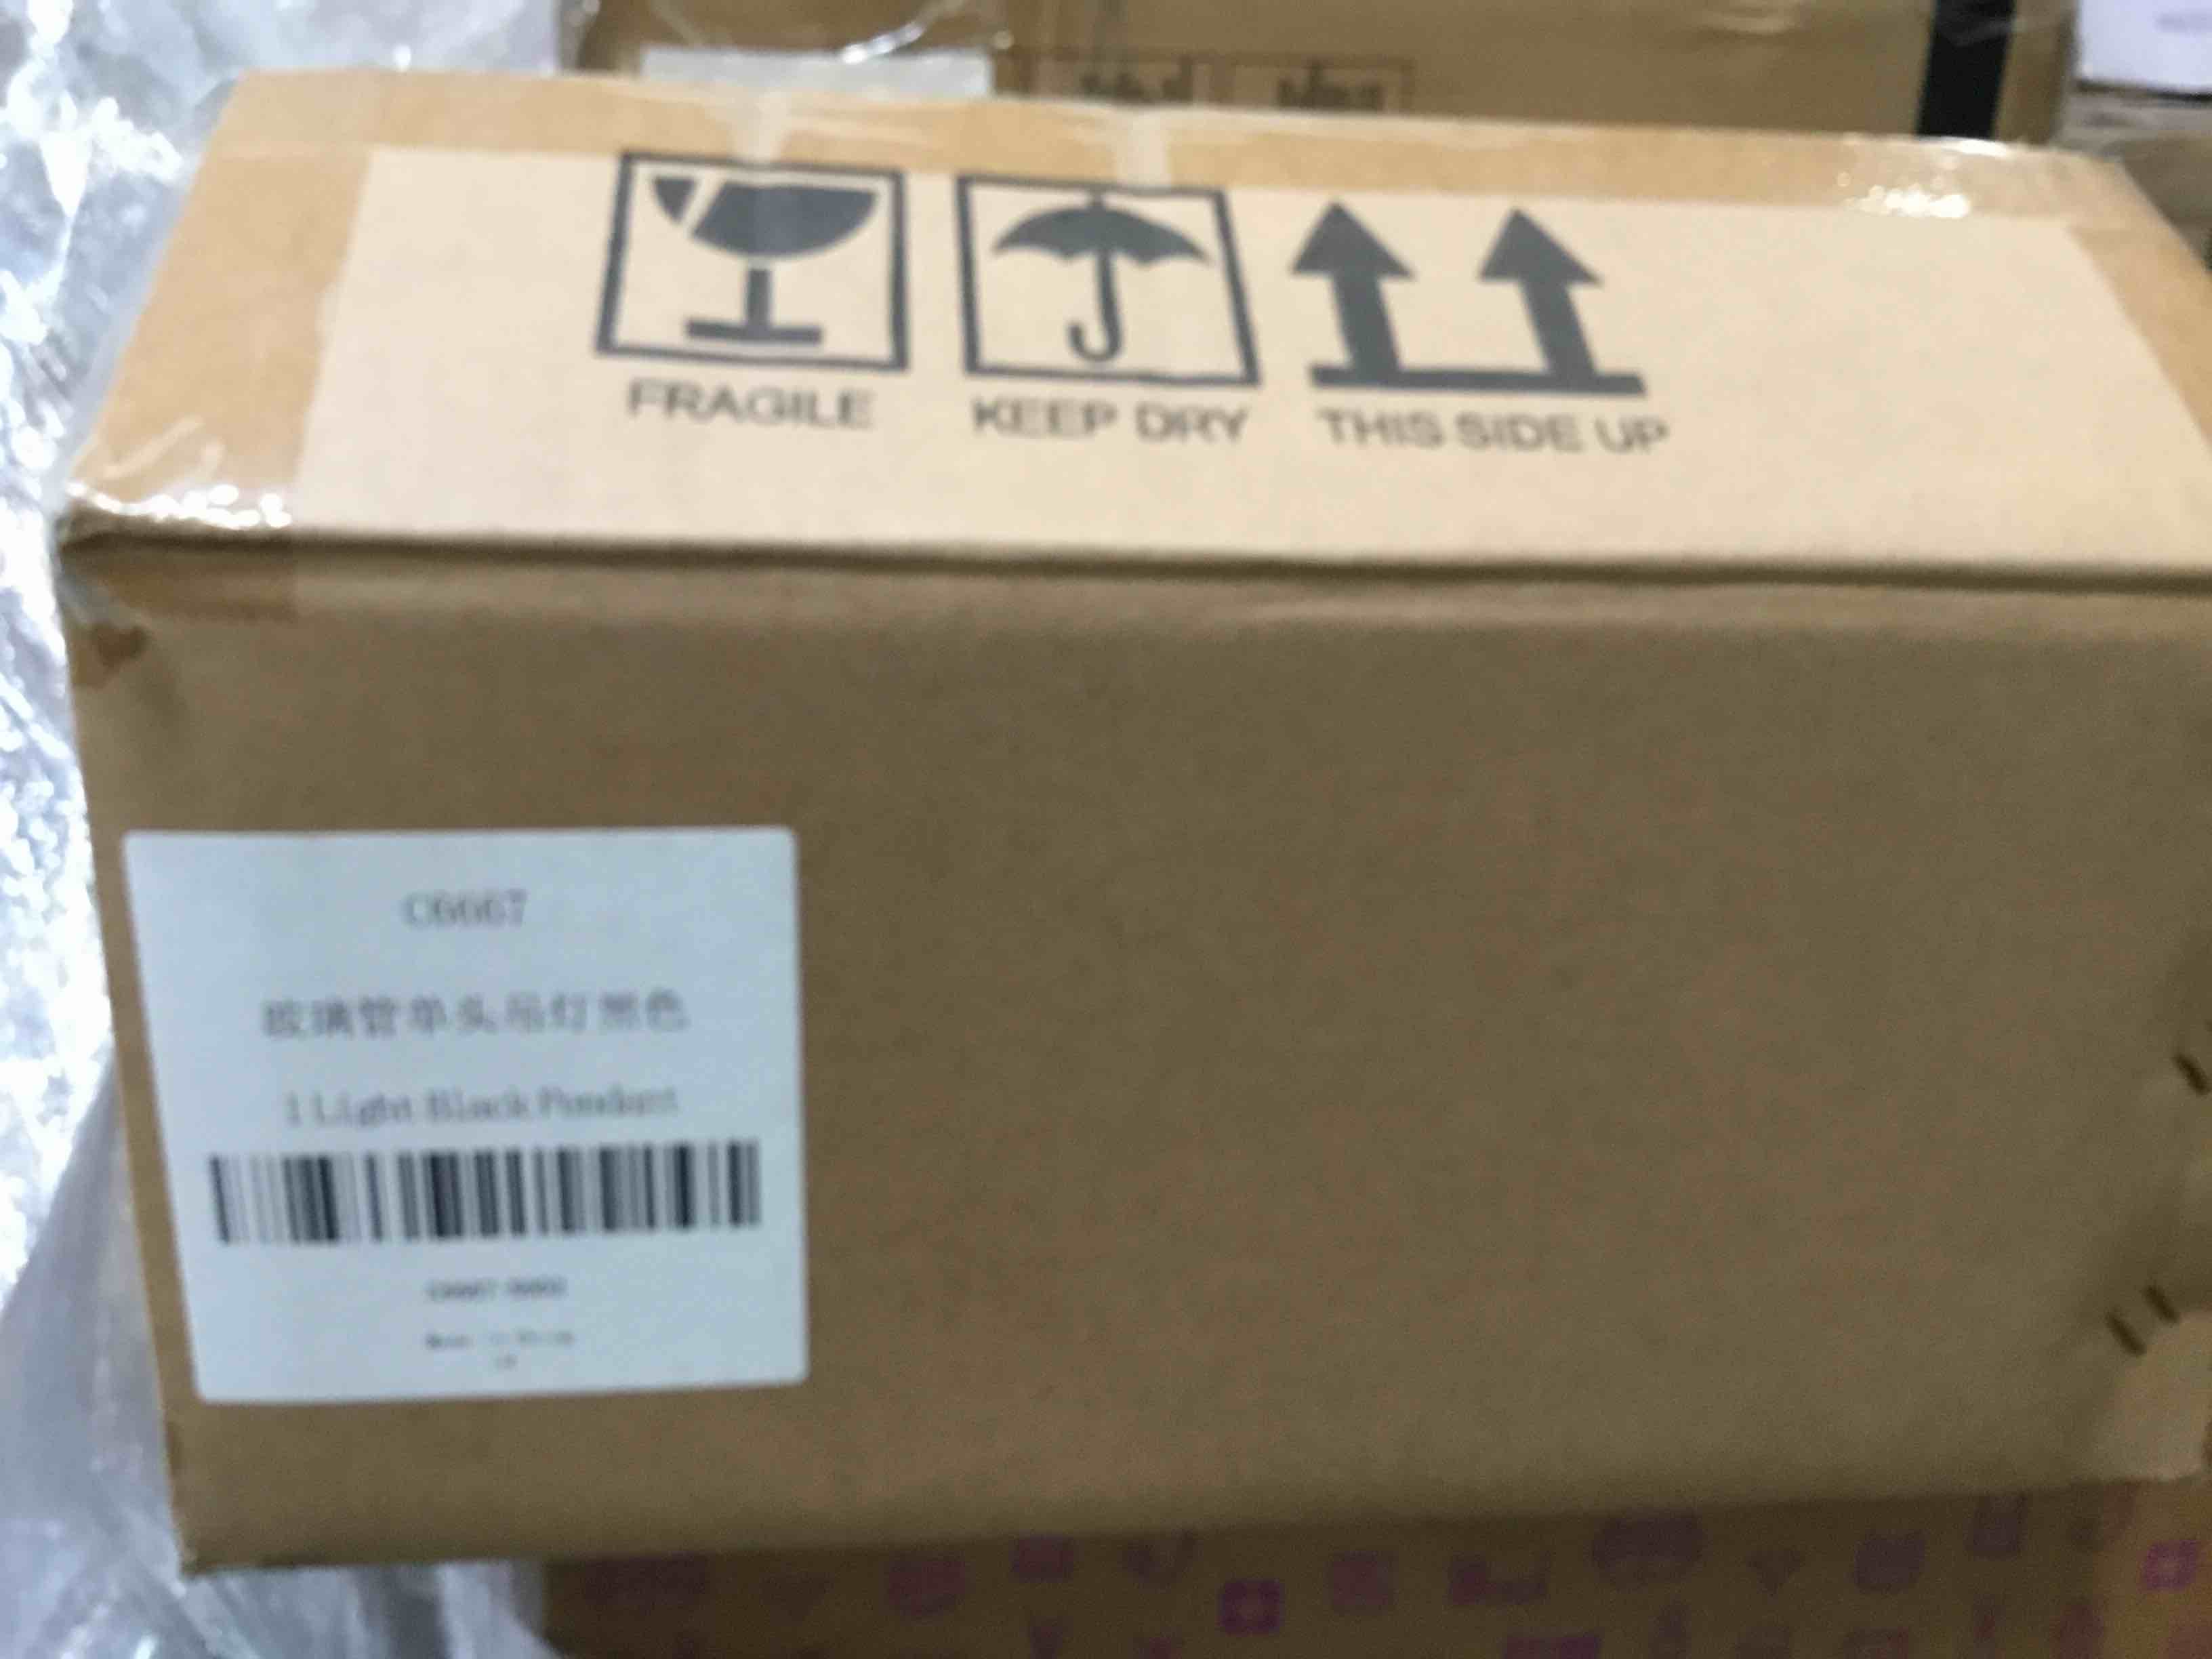 FRAGILE
KEEP DRY
THIS SIDE UP
C6667
玻璃管单头吊灯黑色
1 Light Black Pendant